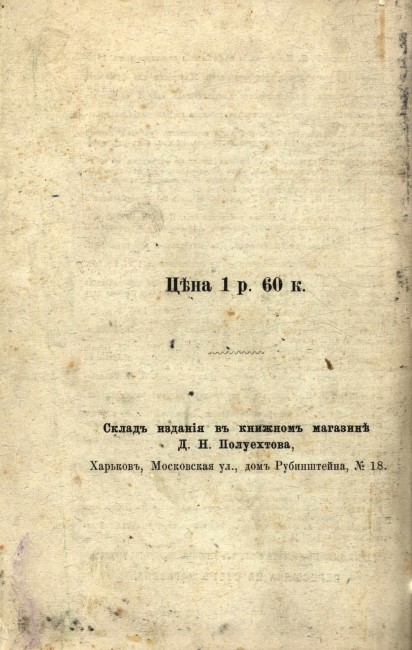 Цѣна 1 р. 60 к.
Складъ изданія въ книжномъ магазинѣ
Д. Н. Полуехтова,
Харьковъ, Московская ул., домъ Рубинштейна, № 18.